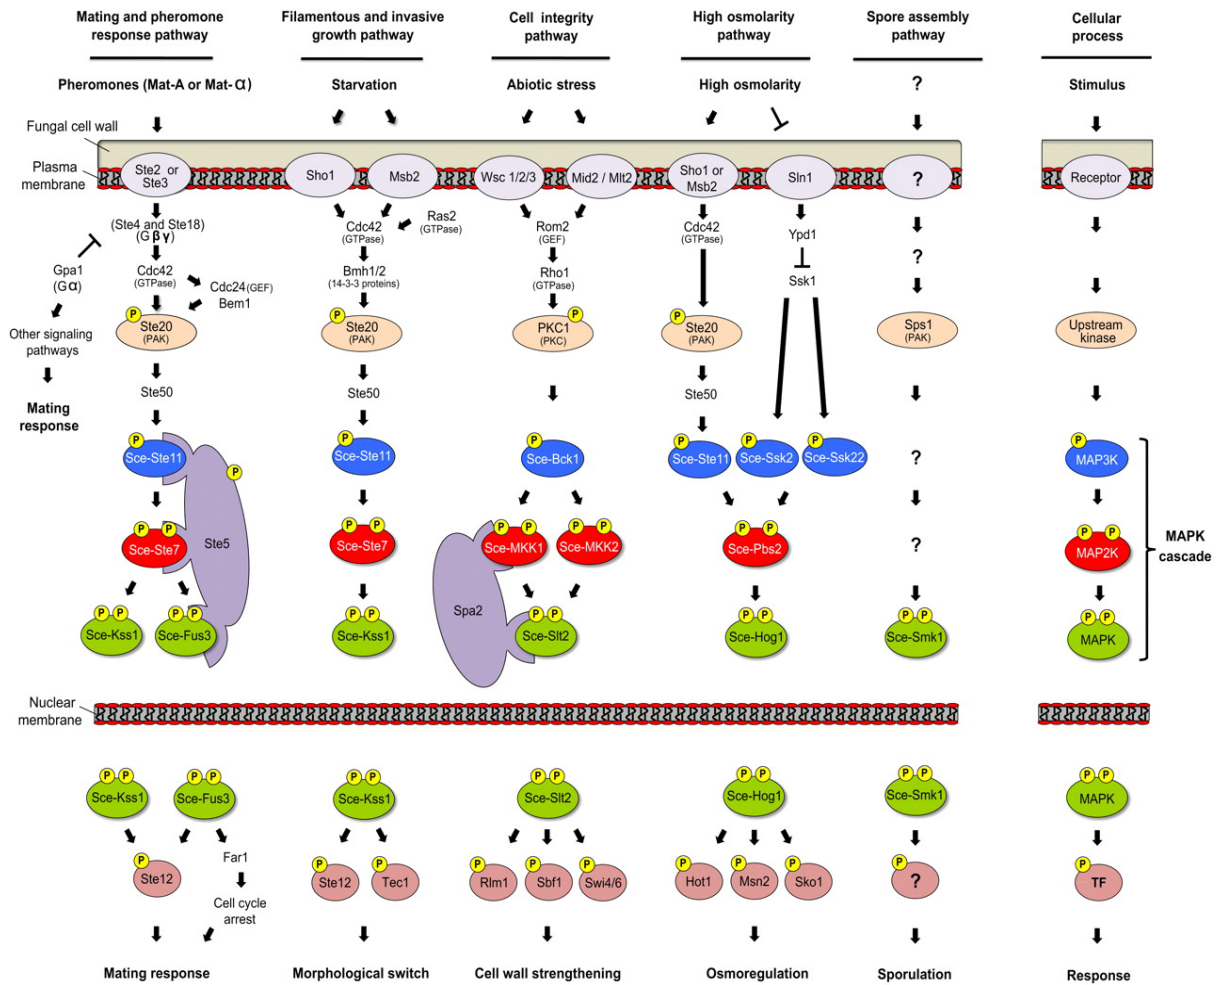 Mating and pheromone
response pathway
Filamentous and invasive
growth pathway
Cell integrity
pathway
High osmolarity
pathway
Spore assembly
pathway
Cellular
process
Pheromones (Mat-A or Mat-α)
Starvation
Abiotic stress
High osmolarity
?
Stimulus
Fungal cell wall
Plasma
membrane
Ste2 or
Ste3
Sho1
Msb2
Wsc 1/2/3
Mid2 / Mlt2
Sho1 or
Msb2
Sln1
?
Receptor
(Ste4 and Ste18)
(Gβγ)
Cdc42
(GTPase)
Ras2
(GTPase)
Rom2
(GEF)
Cdc42
(GTPase)
Ypd1
?
Gpa1
(Gα)
Cdc42
(GTPase)
Cdc24(GEF)
Bem1
Bmh1/2
(14-3-3 proteins)
Rho1
(GTPase)
Ssk1
Other signaling
pathways
P
Ste20
(PAK)
P
Ste20
(PAK)
P
PKC1
(PKC)
P
Ste20
(PAK)
Sps1
(PAK)
Upstream
kinase
Mating
response
Ste50
Ste50
Ste50
P
Sce-Ste11
P
P
Sce-Ste11
P
Sce-Bck1
P
Sce-Ste11
P
Sce-Ssk2
P
Sce-Ssk22
?
P
MAP3K
P P
Sce-Ste7
Ste5
P P
Sce-Ste7
P P
Sce-MKK1
P P
Sce-MKK2
P P
Sce-Pbs2
?
P P
MAP2K
MAPK
cascade
P P
Sce-Kss1
P P
Sce-Fus3
P P
Sce-Kss1
Spa2
P P
Sce-Slt2
P P
Sce-Hog1
P P
Sce-Smk1
P P
MAPK
Nuclear
membrane
P P
Sce-Kss1
P P
Sce-Fus3
P P
Sce-Kss1
P P
Sce-Slt2
P P
Sce-Hog1
P P
Sce-Smk1
P P
MAPK
P
Ste12
Far1
Cell cycle
arrest
P
Ste12
P
Tec1
P
Rlm1
P
Sbf1
P
Swi4/6
P
Hot1
P
Msn2
P
Sko1
P
?
P
TF
Mating response
Morphological switch
Cell wall strengthening
Osmoregulation
Sporulation
Response